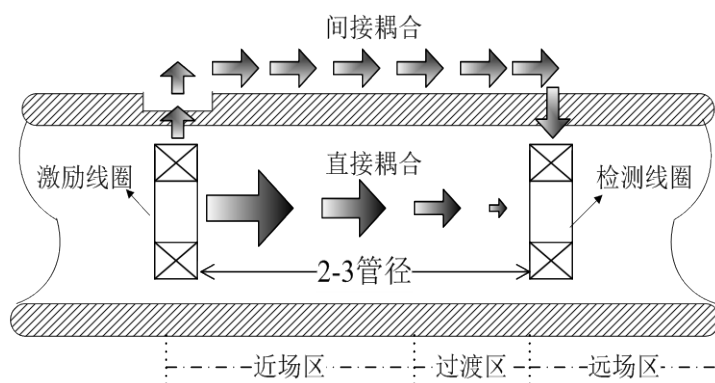 间接耦合
直接耦合
激励线圈
检测线圈
2-3管径
近场区
过渡区
远场区